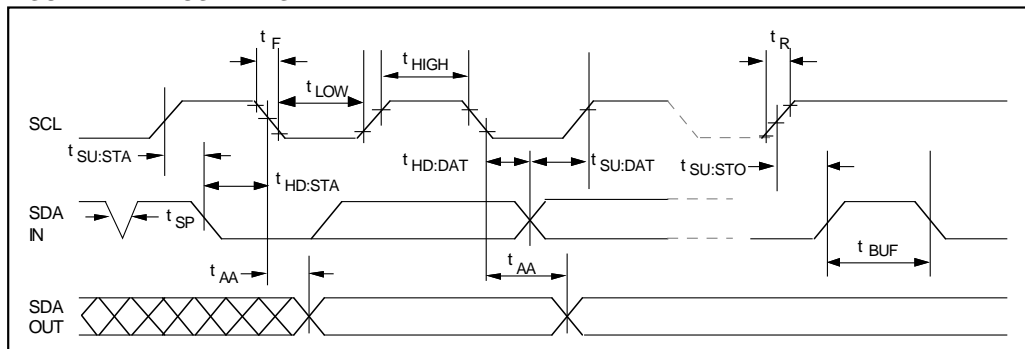 t F
t R
t HIGH
t LOW
SCL
t SU:STA
t HD:DAT
t SU:DAT
t SU:STO
t HD:STA
SDA
IN
t SP
t BUF
t AA
t AA
SDA
OUT